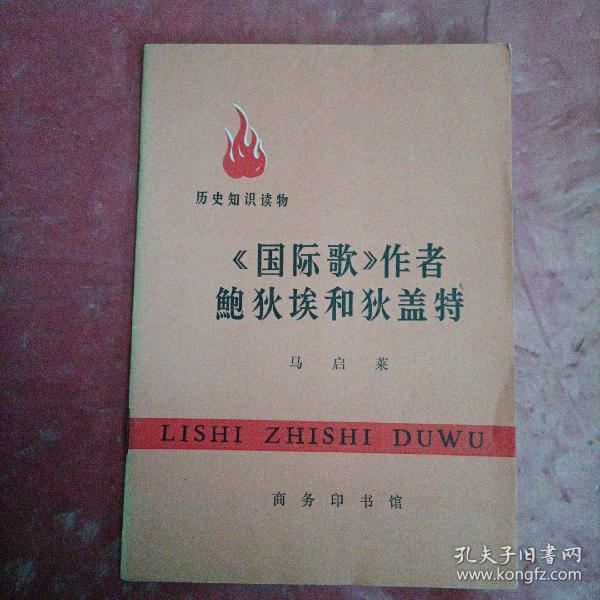 历史知识读物
《国际歌》作者
鲍狄埃和狄盖特
马启莱
LISHI ZHISHI DUWU
商务印书馆
孔夫子旧书网
www.kongfz.com